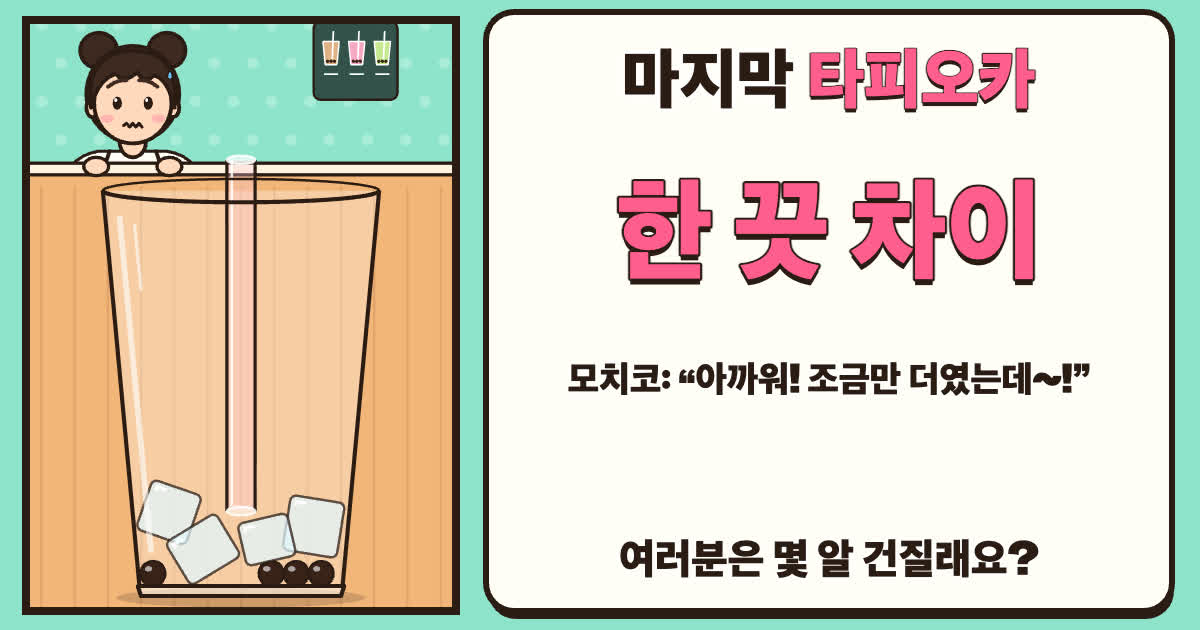 마지막 타피오카
한 끗 차이
모치코: “아까워! 조금만 더였는데~!”
여러분은 몇 알 건질래요?